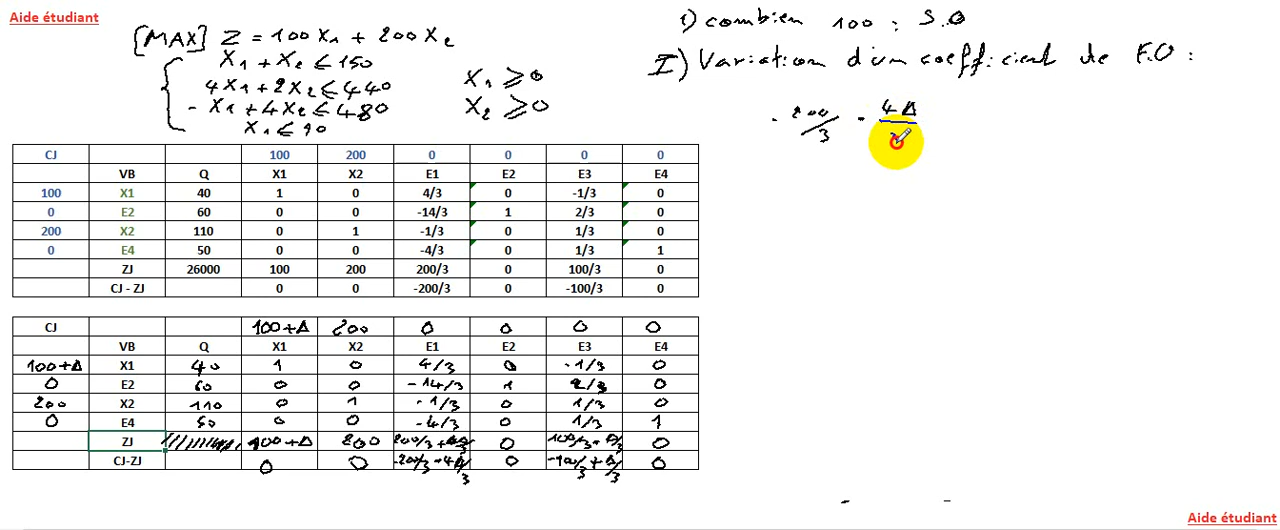 Aide étudiant
[MAX] Z = 100X1 + 200X2
X1 + X2 ≤ 150
4X1 + 2X2 ≤ 440
- X1 + 4X2 ≤ 480
X1 ≤ 90
X1 ≥ 0
X2 ≥ 0
1) combien 100 : S.O
I) Variation d'un coefficient de F.O :
- 200/3 - 4Δ
CJ 100 200 0 0 0 0
VB Q X1 X2 E1 E2 E3 E4
100 X1 40 1 0 4/3 0 -1/3 0
0 E2 60 0 0 -14/3 1 2/3 0
200 X2 110 0 1 -1/3 0 1/3 0
0 E4 50 0 0 -4/3 0 1/3 1
ZJ 26000 100 200 200/3 0 100/3 0
CJ - ZJ 0 0 -200/3 0 -100/3 0
CJ 100+Δ 200 0 0 0 0
VB Q X1 X2 E1 E2 E3 E4
100+Δ X1 40 1 0 4/3 0 -1/3 0
0 E2 60 0 0 -14/3 1 2/3 0
200 X2 110 0 1 -1/3 0 1/3 0
0 E4 50 0 0 -4/3 0 1/3 1
ZJ 100+Δ 200 200/3+4Δ/3 0 100/3-Δ/3 0
CJ-ZJ 0 0 -200/3-4Δ/3 0 -100/3+Δ/3 0
Aide étudiant